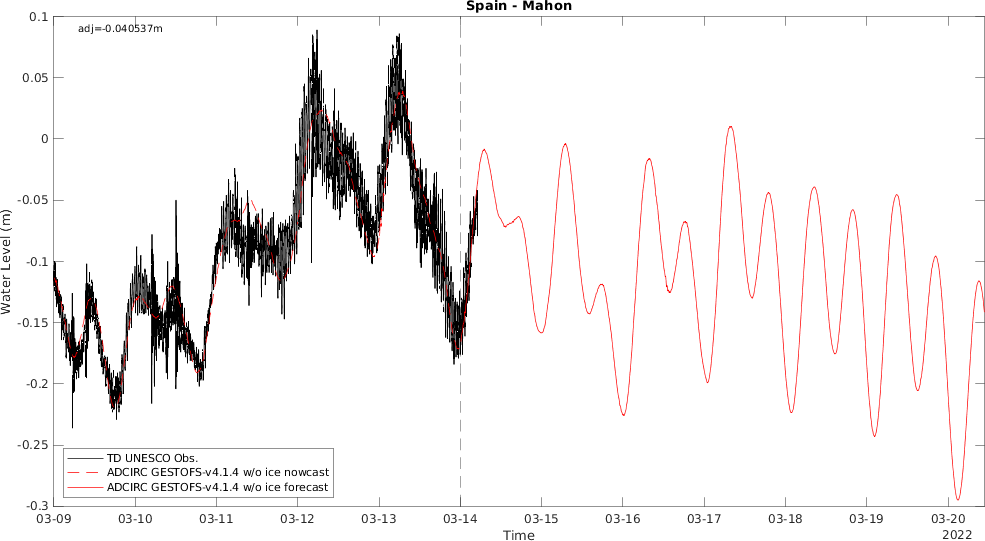 Spain - Mahon
adj=-0.040537m
0.1
0.05
0
-0.05
-0.1
-0.15
-0.2
-0.25
-0.3
Water Level (m)
TD UNESCO Obs.
ADCIRC GESTOFS-v4.1.4 w/o ice nowcast
ADCIRC GESTOFS-v4.1.4 w/o ice forecast
03-09 03-10 03-11 03-12 03-13 03-14 03-15 03-16 03-17 03-18 03-19 03-20
Time
2022